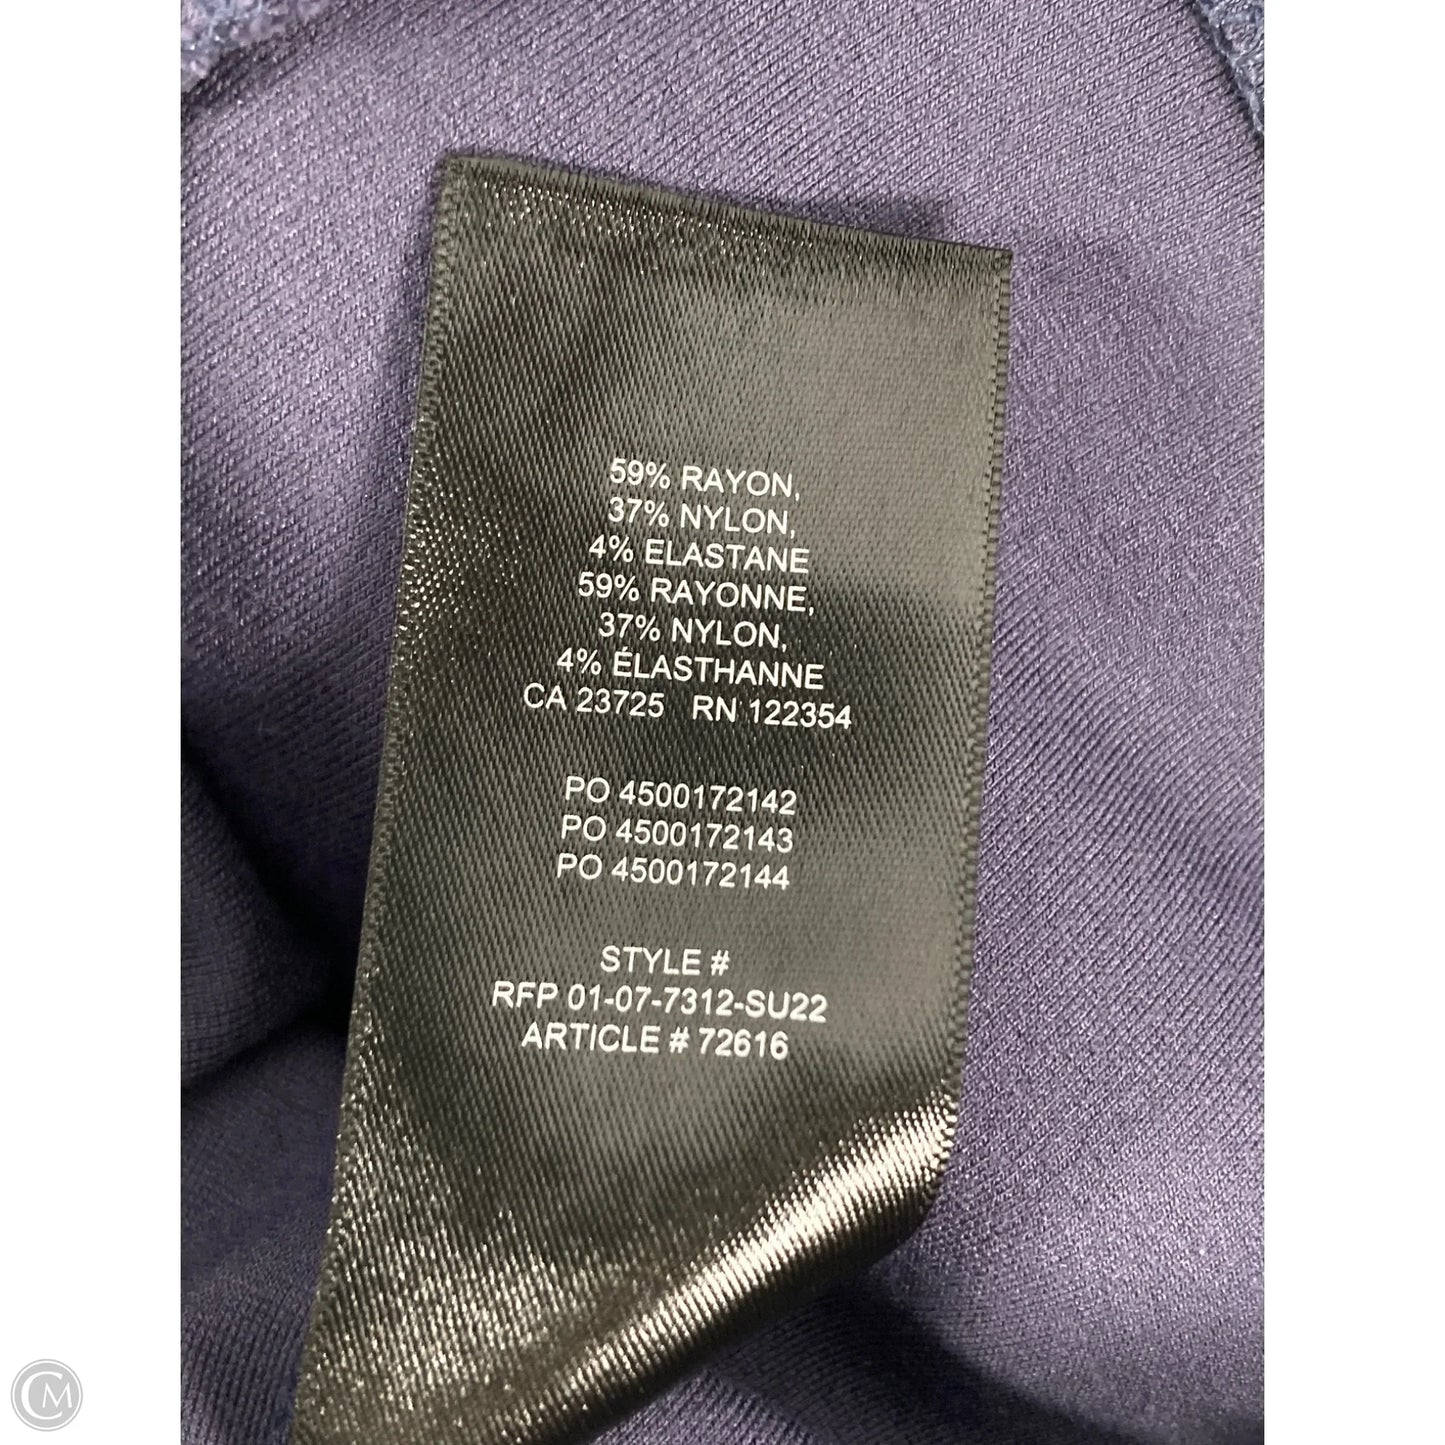 59% RAYON,
37% NYLON,
4% ELASTANE
59% RAYONNE,
37% NYLON,
4% ÉLASTHANNE
CA 23725 RN 122354
PO 4500172142
PO 4500172143
PO 4500172144
STYLE #
RFP 01-07-7312-SU22
ARTICLE # 72616
CM